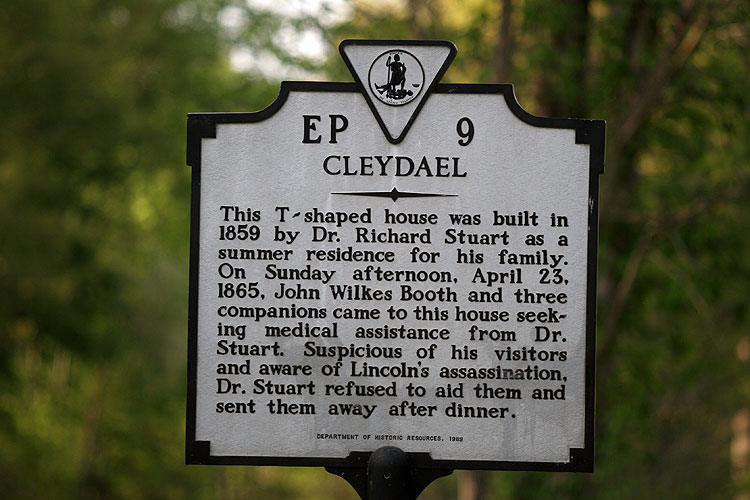 EP 9
CLEYDAEL
This T-shaped house was built in
1859 by Dr. Richard Stuart as a
summer residence for his family.
On Sunday afternoon, April 23,
1865, John Wilkes Booth and three
companions came to this house seek-
ing medical assistance from Dr.
Stuart. Suspicious of his visitors
and aware of Lincoln's assassination,
Dr. Stuart refused to aid them and
sent them away after dinner.
DEPARTMENT OF HISTORIC RESOURCES, 1989